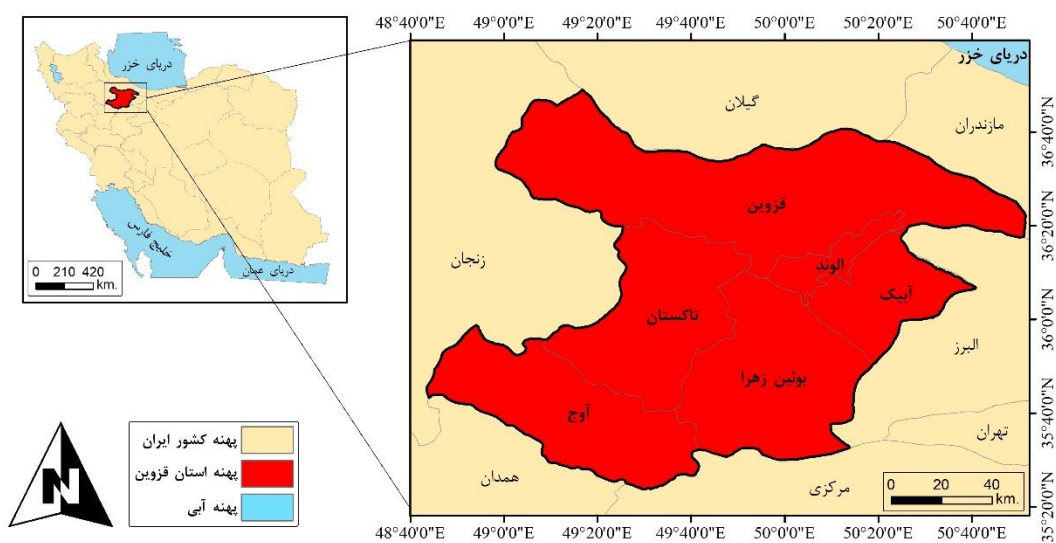 48°40'0"E 49°0'0"E 49°20'0"E 49°40'0"E 50°0'0"E 50°20'0"E 50°40'0"E
دریای خزر
خلیج فارس
دریای عمان
0 210 420
km.
دریای خزر
گیلان
مازندران
قزوین
زنجان
الوند
آبیک
تاکستان
البرز
بوئین زهرا
آوج
تهران
همدان
مرکزی
0 20 40
km.
36°40'0"N
36°20'0"N
36°0'0"N
35°40'0"N
35°20'0"N
N
پهنه کشور ایران
پهنه استان قزوین
پهنه آبی
48°40'0"E 49°0'0"E 49°20'0"E 49°40'0"E 50°0'0"E 50°20'0"E 50°40'0"E